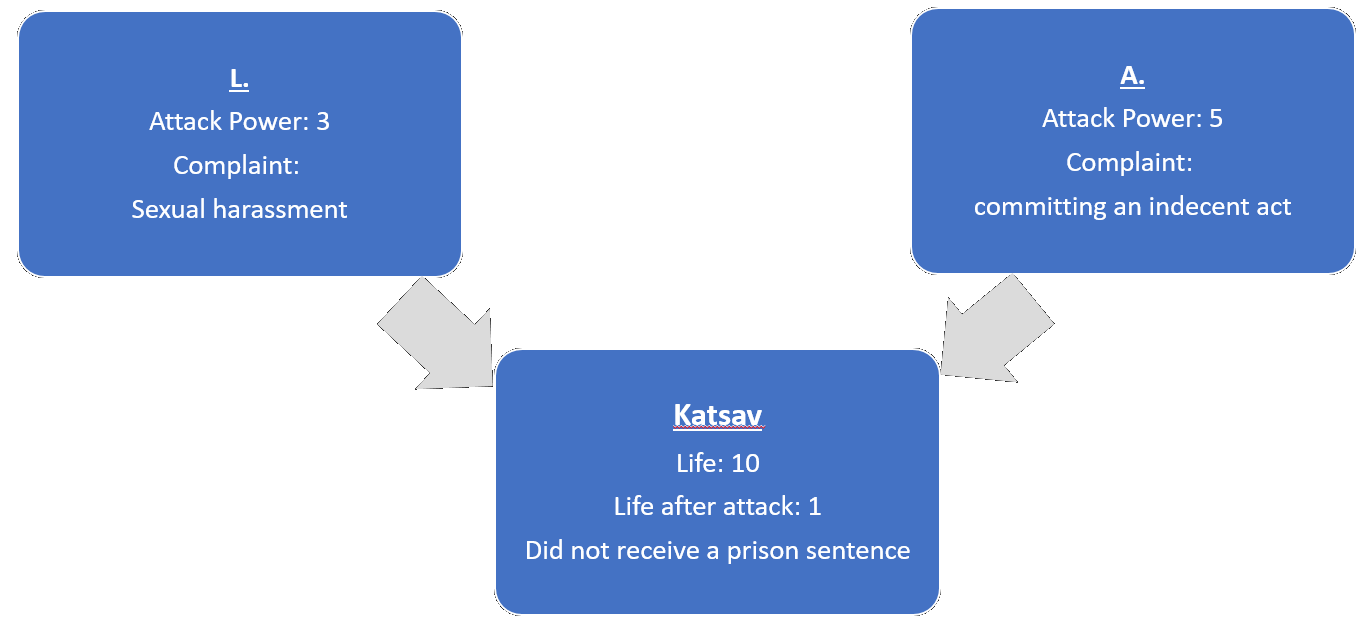 L.
Attack Power: 3
Complaint:
Sexual harassment
A.
Attack Power: 5
Complaint:
committing an indecent act
Katsav
Life: 10
Life after attack: 1
Did not receive a prison sentence